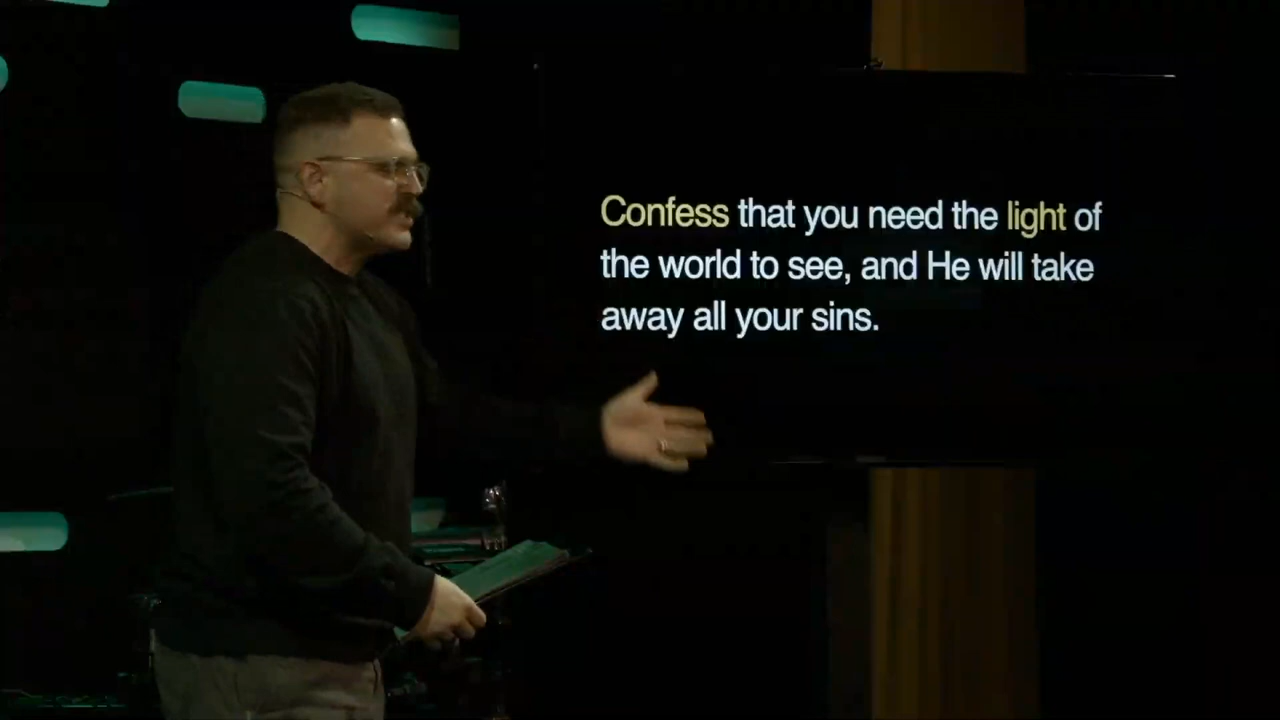 Confess that you need the light of
the world to see, and He will take
away all your sins.